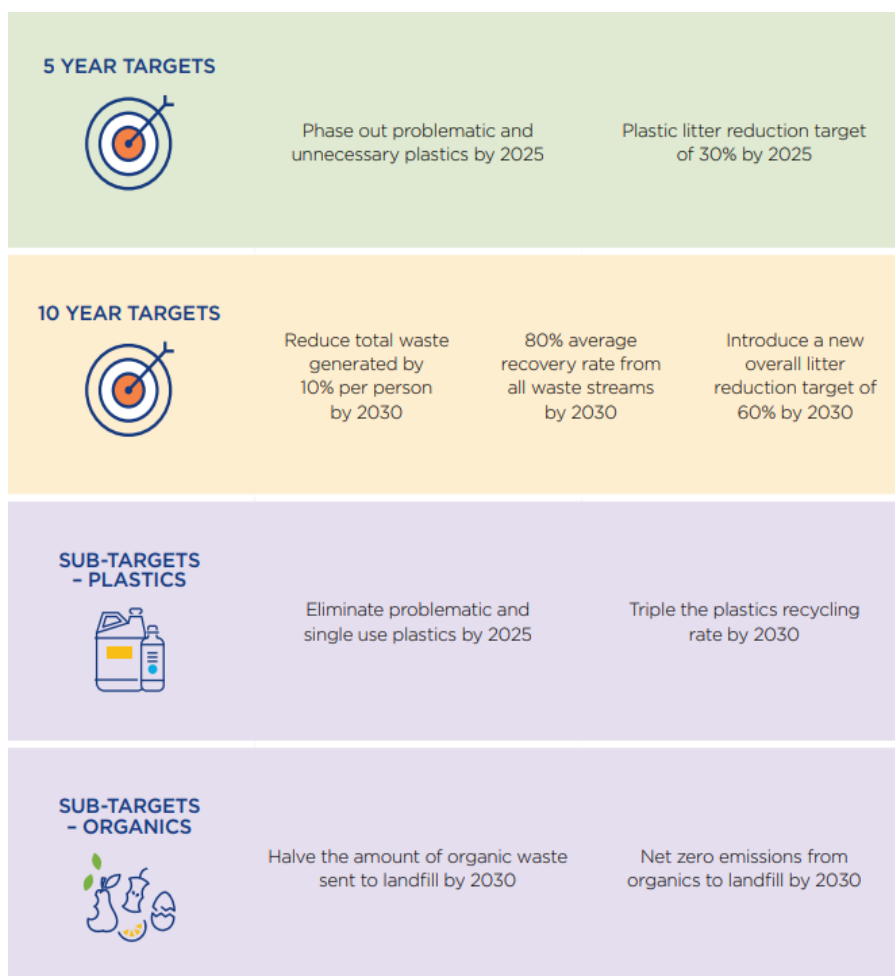 5 YEAR TARGETS
Phase out problematic and
unnecessary plastics by 2025
Plastic litter reduction target
of 30% by 2025
10 YEAR TARGETS
Reduce total waste
generated by
10% per person
by 2030
80% average
recovery rate from
all waste streams
by 2030
Introduce a new
overall litter
reduction target of
60% by 2030
SUB-TARGETS
– PLASTICS
Eliminate problematic and
single use plastics by 2025
Triple the plastics recycling
rate by 2030
SUB-TARGETS
– ORGANICS
Halve the amount of organic waste
sent to landfill by 2030
Net zero emissions from
organics to landfill by 2030